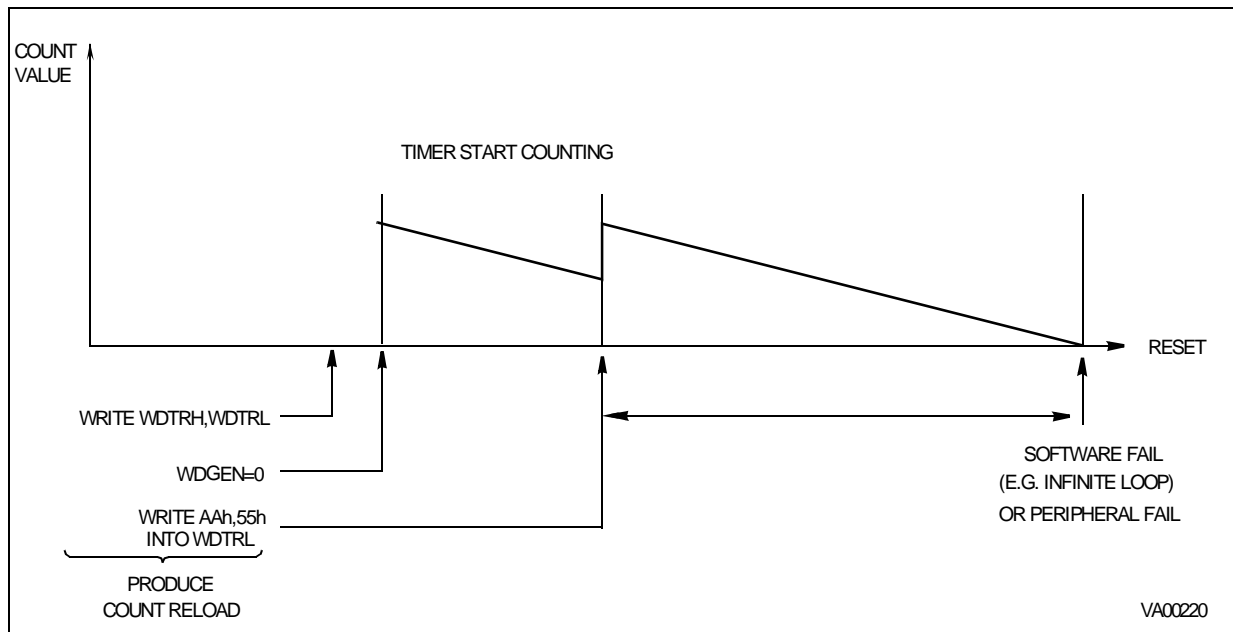 COUNT
VALUE
TIMER START COUNTING
RESET
WRITE WDTRH,WDTRL
WDGEN=0
WRITE AAh,55h
INTO WDTRL
PRODUCE
COUNT RELOAD
SOFTWARE FAIL
(E.G. INFINITE LOOP)
OR PERIPHERAL FAIL
VA00220